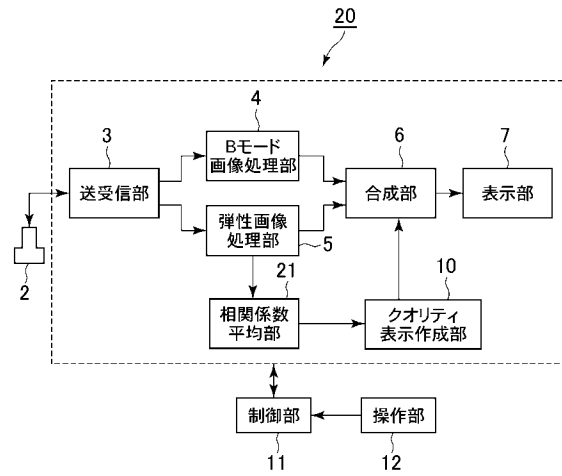 20
4
Bモード
画像処理部
3
送受信部
6
合成部
7
表示部
弾性画像
処理部
5
2
21
相関係数
平均部
10
クオリティ
表示作成部
制御部
11
操作部
12